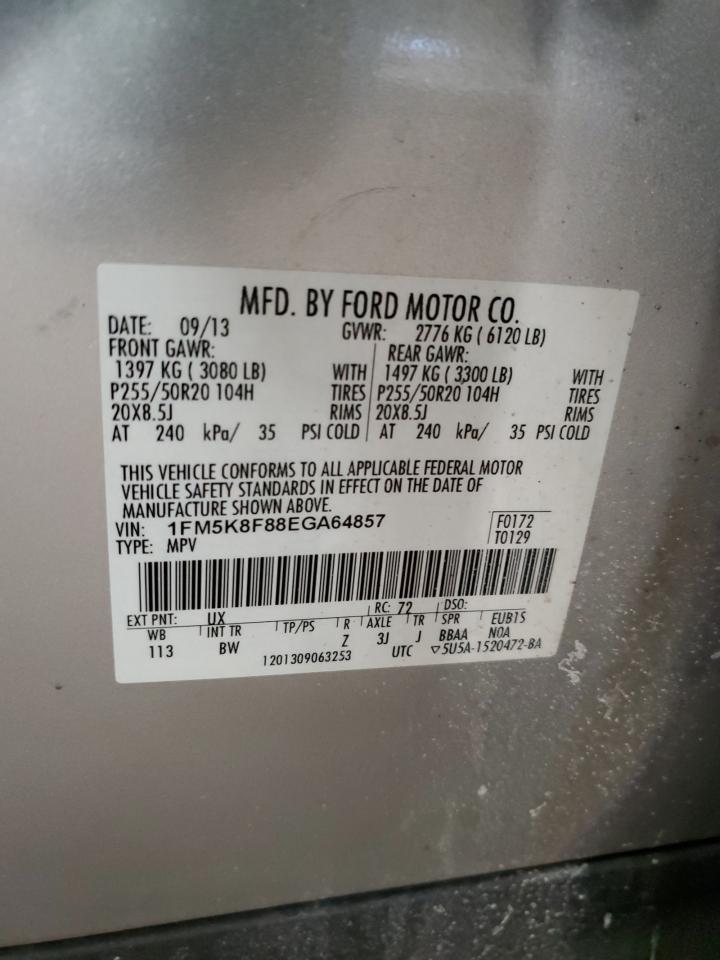 MFD. BY FORD MOTOR CO.
DATE: 09/13 GVWR: 2776 KG ( 6120 LB)
FRONT GAWR: REAR GAWR:
1397 KG ( 3080 LB) WITH 1497 KG ( 3300 LB) WITH
P255/50R20 104H TIRES P255/50R20 104H TIRES
20X8.5J RIMS 20X8.5J RIMS
AT 240 kPa/ 35 PSI COLD AT 240 kPa/ 35 PSI COLD
THIS VEHICLE CONFORMS TO ALL APPLICABLE FEDERAL MOTOR
VEHICLE SAFETY STANDARDS IN EFFECT ON THE DATE OF
MANUFACTURE SHOWN ABOVE.
VIN: 1FM5K8F88EGA64857 F0172
TYPE: MPV T0129
EXT PNT: UX RC: 72 DSO:
WB INT TR TP/PS R AXLE TR SPR EUB1S
113 BW Z 3J J BBAA NOA
1201309063253 UTC ▽5U5A-1520472-BA